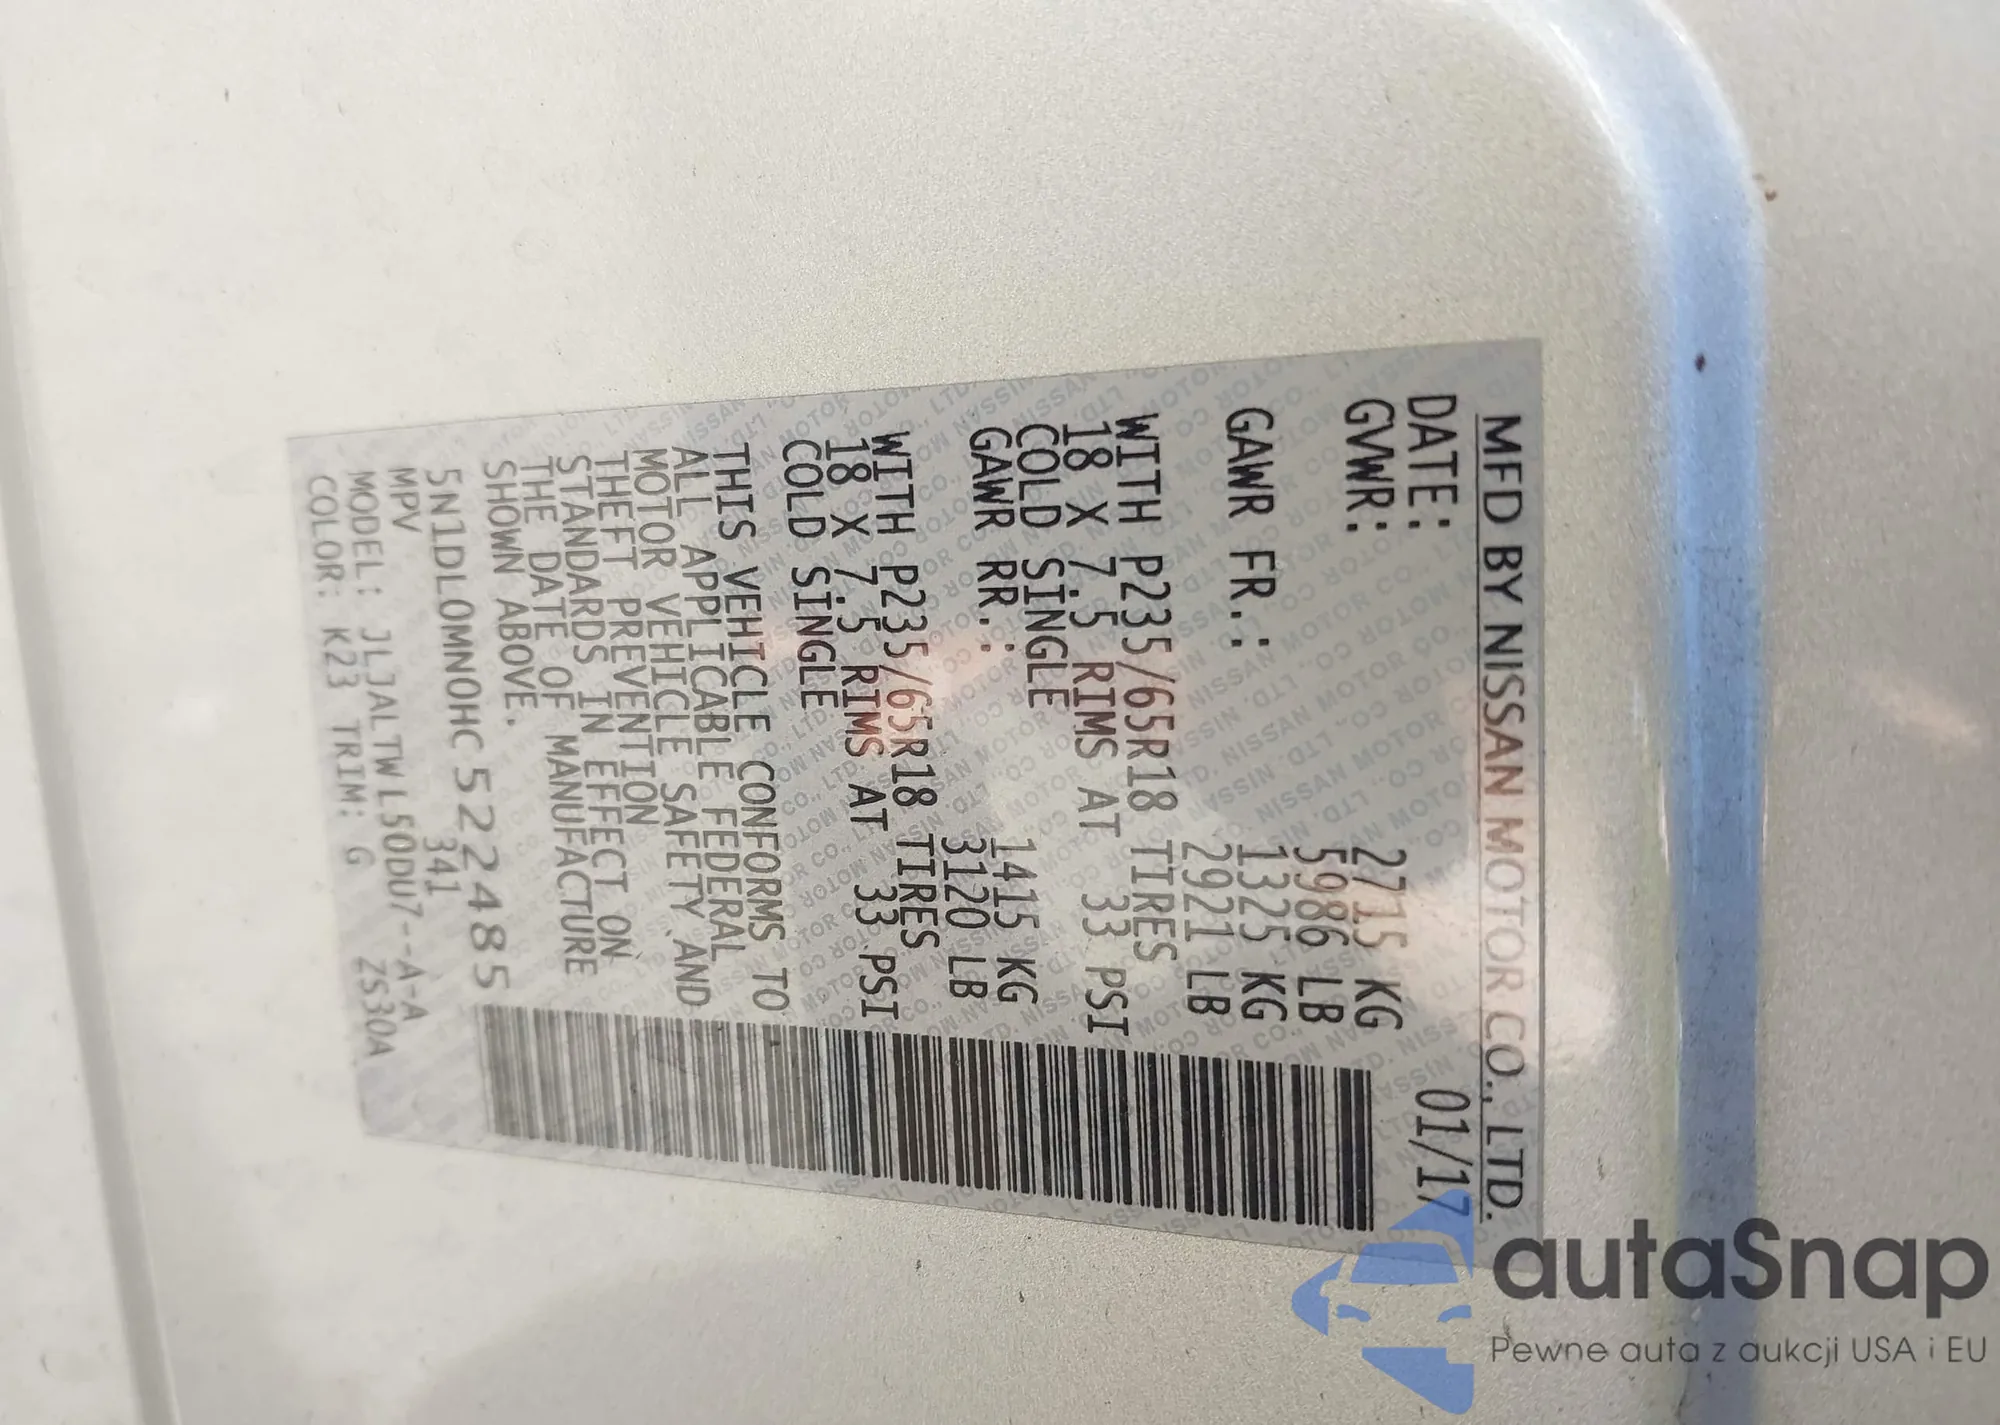 MFD BY NISSAN MOTOR CO., LTD.
DATE: 01/17
GVWR: 2715 KG
5986 LB
GAWR FR.: 1325 KG
2921 LB
WITH P235/65R18 TIRES
18 X 7.5 RIMS AT 33 PSI
COLD SINGLE
GAWR RR.: 1415 KG
3120 LB
WITH P235/65R18 TIRES
18 X 7.5 RIMS AT 33 PSI
COLD SINGLE
THIS VEHICLE CONFORMS TO
ALL APPLICABLE FEDERAL
MOTOR VEHICLE SAFETY AND
THEFT PREVENTION
STANDARDS IN EFFECT ON
THE DATE OF MANUFACTURE
SHOWN ABOVE.
5N1DL0MN0HC522485
MPV 341
MODEL: JLJALTWL50DU7--A-A
COLOR: K23 TRIM: G ZS30A
autaSnap
Pewne auta z aukcji USA i EU